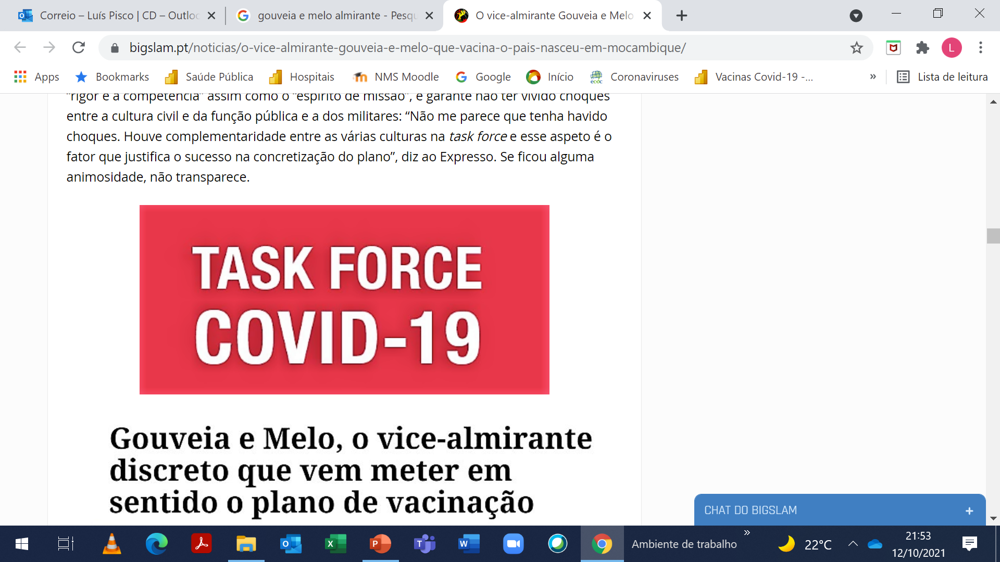 Correio – Luís Pisco | CD – Outloo
gouveia e melo almirante - Pesqu
O vice-almirante Gouveia e Melo
bigslam.pt/noticias/o-vice-almirante-gouveia-e-melo-que-vacina-o-pais-nasceu-em-mocambique/
L
Apps
Bookmarks
Saúde Pública
Hospitais
NMS Moodle
Google
Início
ecdc
Coronaviruses
Vacinas Covid-19 -...
»
Lista de leitura
“rigor e a competência” assim como o “espírito de missão”, e garante não ter vivido choques
entre a cultura civil e da função pública e a dos militares: “Não me parece que tenha havido
choques. Houve complementaridade entre as várias culturas na task force e esse aspeto é o
fator que justifica o sucesso na concretização do plano”, diz ao Expresso. Se ficou alguma
animosidade, não transparece.
TASK FORCE
COVID-19
Gouveia e Melo, o vice-almirante
discreto que vem meter em
sentido o plano de vacinação
CHAT DO BIGSLAM +
Ambiente de trabalho
»
22°C
21:53
12/10/2021